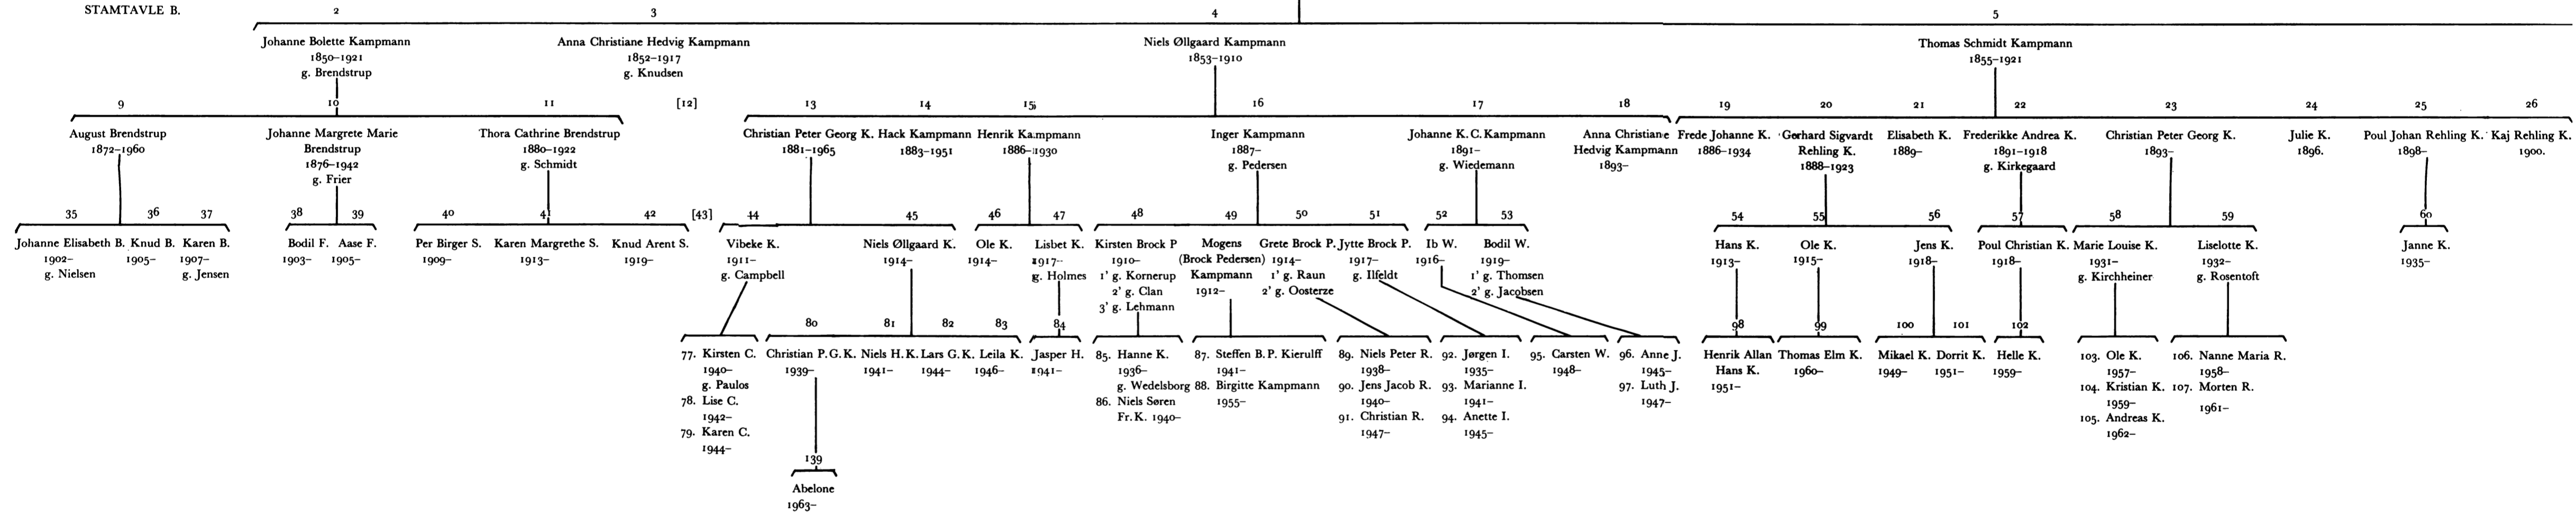 STAMTAVLE B.
2 3 4 5
Johanne Bolette Kampmann Anna Christiane Hedvig Kampmann Niels Øllgaard Kampmann Thomas Schmidt Kampmann
1850–1921 1852–1917 1853–1910 1855–1921
g. Brendstrup g. Knudsen
9 10 11 [12] 13 14 15 16 17 18 19 20 21 22 23 24 25 26
August Brendstrup Johanne Margrete Marie Thora Cathrine Brendstrup Christian Peter Georg K. Hack Kampmann Henrik Kampmann Inger Kampmann Johanne K. C. Kampmann Anna Christiane Frede Johanne K. Gerhard Sigvardt Elisabeth K. Frederikke Andrea K. Christian Peter Georg K. Julie K. Poul Johan Rehling K. Kaj Rehling K.
1872–1960 Brendstrup 1880–1922 1881–1965 1883–1951 1886–1930 1887– 1891– Hedvig Kampmann 1886–1934 Rehling K. 1889– 1891–1918 1893– 1896. 1898– 1900.
1876–1942 g. Schmidt g. Pedersen g. Wiedemann 1893– 1888–1923 g. Kirkegaard
g. Frier
35 36 37 38 39 40 41 42 [43] 44 45 46 47 48 49 50 51 52 53 54 55 56 57 58 59 60
Johanne Elisabeth B. Knud B. Karen B. Bodil F. Aase F. Per Birger S. Karen Margrethe S. Knud Arent S. Vibeke K. Niels Øllgaard K. Ole K. Lisbet K. Kirsten Brock P Mogens Grete Brock P. Jytte Brock P. Ib W. Bodil W. Hans K. Ole K. Jens K. Poul Christian K. Marie Louise K. Liselotte K. Janne K.
1902– 1905– 1907– 1903– 1905– 1909– 1913– 1919– 1911– 1914– 1914– 1917– 1910– (Brock Pedersen) 1914– 1917– 1916– 1919– 1913– 1915– 1918– 1918– 1931– 1932– 1935–
g. Nielsen g. Jensen g. Campbell g. Holmes 1' g. Kornerup Kampmann 1' g. Raun g. Ilfeldt 1' g. Thomsen g. Kirchheiner g. Rosentoft
2' g. Clan 1912– 2' g. Oosterze 2' g. Jacobsen
3' g. Lehmann
80 81 82 83 84 98 99 100 101 102
77. Kirsten C. Christian P. G. K. Niels H. K. Lars G. K. Leila K. Jasper H. 85. Hanne K. 87. Steffen B. P. Kierulff 89. Niels Peter R. 92. Jørgen I. 95. Carsten W. 96. Anne J. Henrik Allan Thomas Elm K. Mikael K. Dorrit K. Helle K. 103. Ole K. 106. Nanne Maria R.
1940– 1939– 1941– 1944– 1946– 1941– 1936– 1941– 1938– 1935– 1948– 1945– Hans K. 1960– 1949– 1951– 1959– 1957– 1958–
g. Paulos g. Wedelsborg 88. Birgitte Kampmann 90. Jens Jacob R. 93. Marianne I. 97. Luth J. 1951– 104. Kristian K. 107. Morten R.
78. Lise C. 86. Niels Søren 1955– 1940– 1941– 1947– 1959– 1961–
1942– Fr. K. 1940– 91. Christian R. 94. Anette I. 105. Andreas K.
79. Karen C. 1947– 1945– 1962–
1944–
139
Abelone
1963–